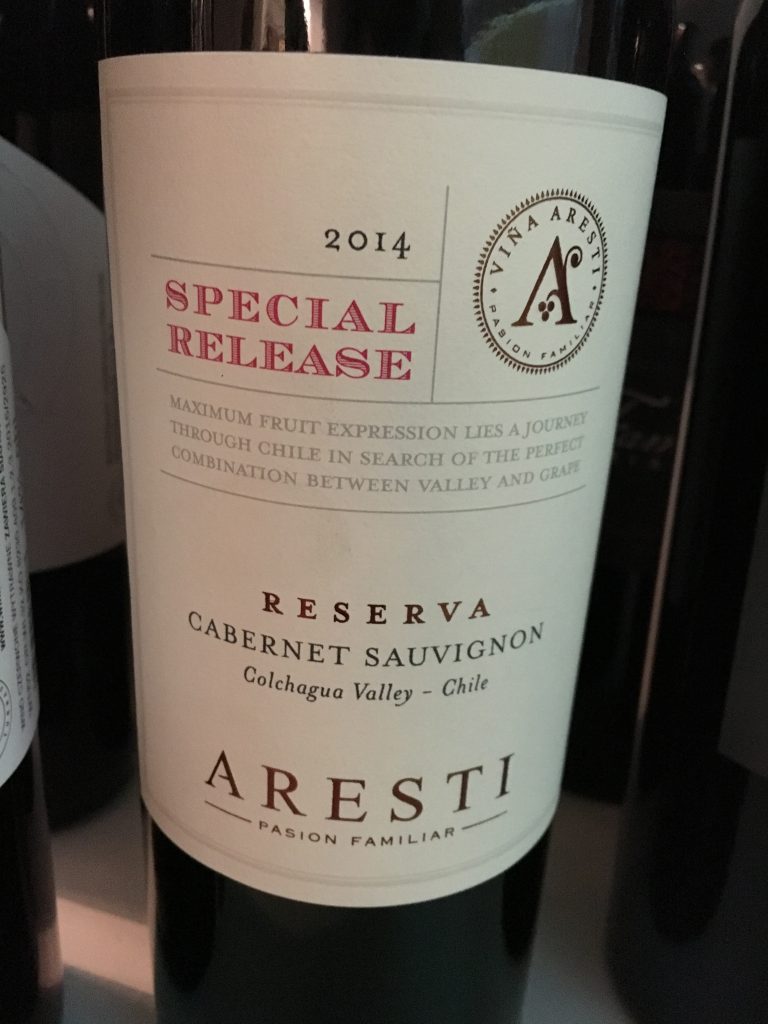 2014
SPECIAL
RELEASE
VIÑA ARESTI
A
PASION FAMILIAR
MAXIMUM FRUIT EXPRESSION LIES A JOURNEY
THROUGH CHILE IN SEARCH OF THE PERFECT
COMBINATION BETWEEN VALLEY AND GRAPE
RESERVA
CABERNET SAUVIGNON
Colchagua Valley – Chile
ARESTI
PASION FAMILIAR